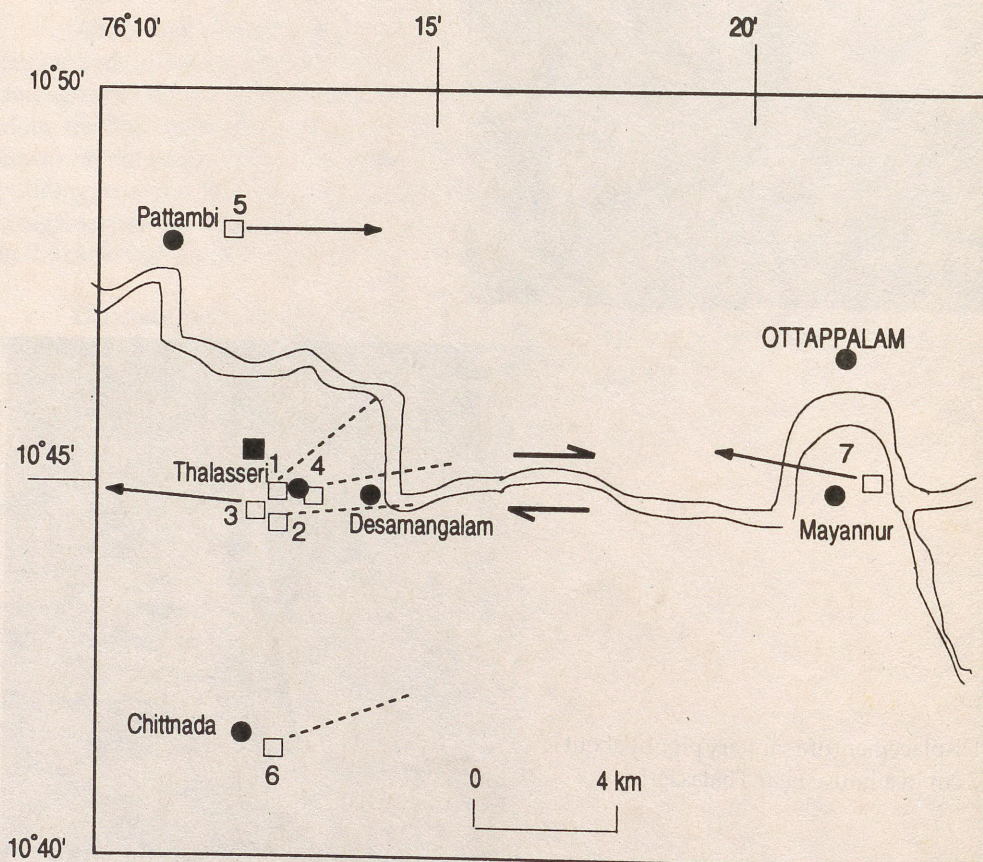 76°10' 15' 20'
10°50'
5
Pattambi
OTTAPPALAM
10°45'
Thalasseri 1 4
7
3 2
Desamangalam
Mayannur
Chittnada
6
0 4 km
10°40'